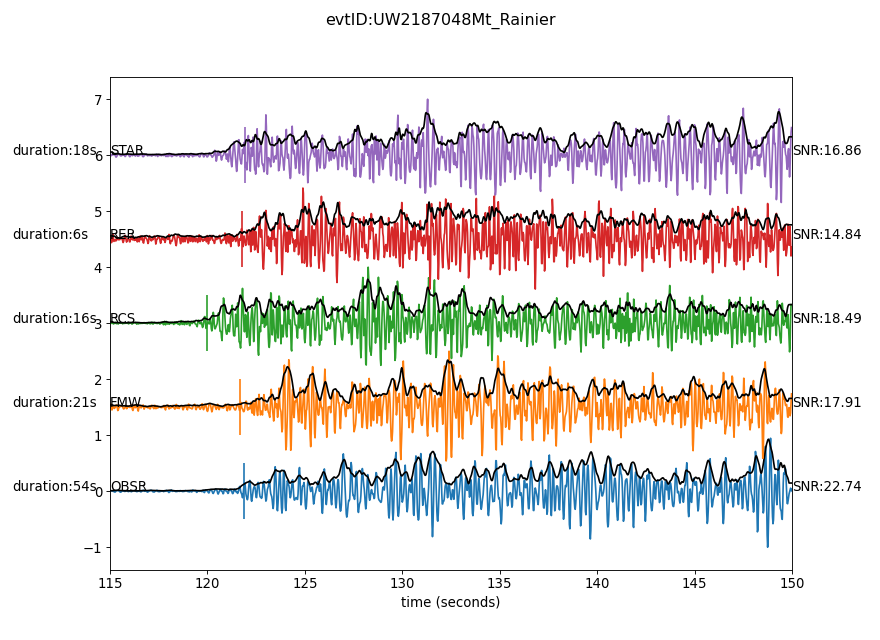 evtID:UW2187048Mt_Rainier
7
duration:18s 6 STAR SNR:16.86
5
duration:6s RER SNR:14.84
4
duration:16s 3 RCS SNR:18.49
2
duration:21s FMW SNR:17.91
1
duration:54s 0 OBSR SNR:22.74
−1
115 120 125 130 135 140 145 150
time (seconds)